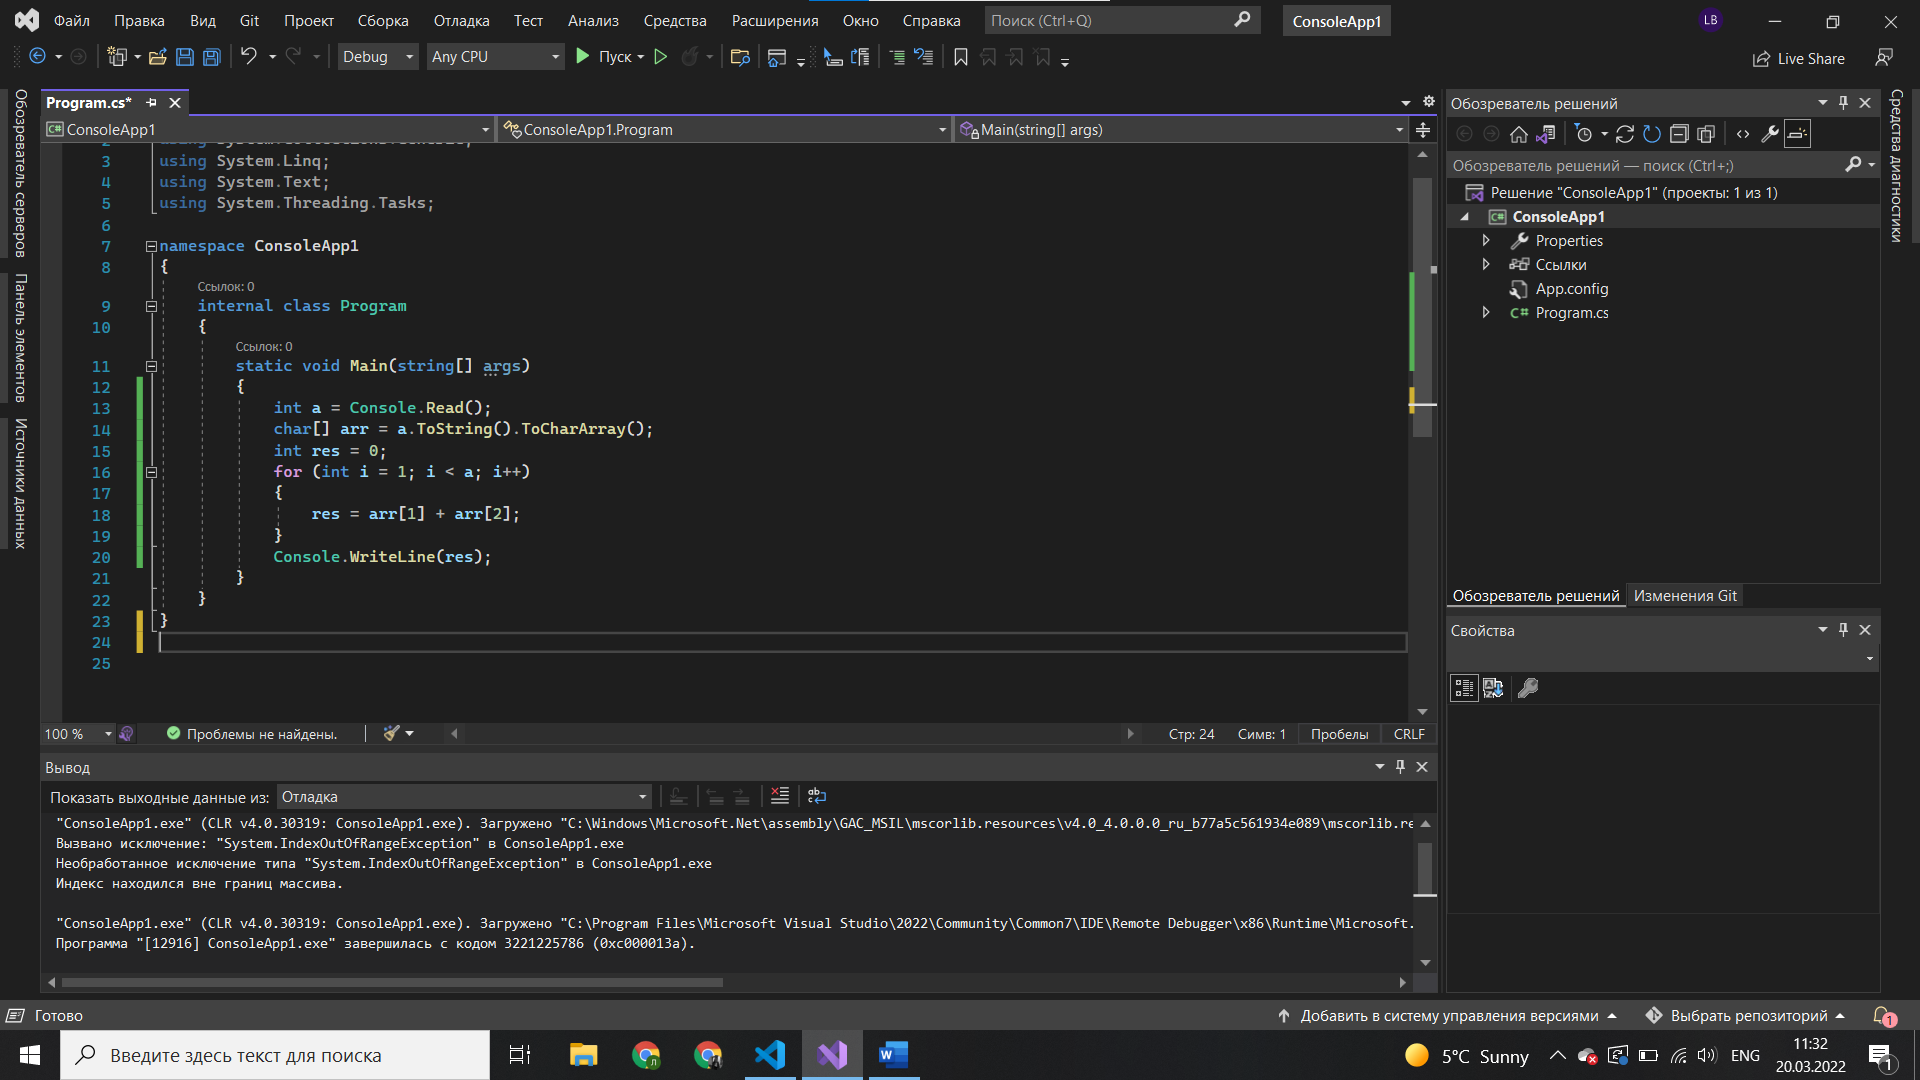 Файл Правка Вид Git Проект Сборка Отладка Тест Анализ Средства Расширения Окно Справка Поиск (Ctrl+Q) ConsoleApp1 LB
Debug Any CPU Пуск Live Share
Обозреватель серверов
Панель элементов
Источники данных
Program.cs*
ConsoleApp1 ConsoleApp1.Program Main(string[] args)
3 using System.Linq;
4 using System.Text;
5 using System.Threading.Tasks;
6
7 namespace ConsoleApp1
8 {
Ссылок: 0
9 internal class Program
10 {
Ссылок: 0
11 static void Main(string[] args)
12 {
13 int a = Console.Read();
14 char[] arr = a.ToString().ToCharArray();
15 int res = 0;
16 for (int i = 1; i < a; i++)
17 {
18 res = arr[1] + arr[2];
19 }
20 Console.WriteLine(res);
21 }
22 }
23 }
24
25
100 % Проблемы не найдены. Стр: 24 Симв: 1 Пробелы CRLF
Вывод
Показать выходные данные из: Отладка
"ConsoleApp1.exe" (CLR v4.0.30319: ConsoleApp1.exe). Загружено "C:\Windows\Microsoft.Net\assembly\GAC_MSIL\mscorlib.resources\v4.0_4.0.0.0_ru_b77a5c561934e089\mscorlib.re
Вызвано исключение: "System.IndexOutOfRangeException" в ConsoleApp1.exe
Необработанное исключение типа "System.IndexOutOfRangeException" в ConsoleApp1.exe
Индекс находился вне границ массива.
"ConsoleApp1.exe" (CLR v4.0.30319: ConsoleApp1.exe). Загружено "C:\Program Files\Microsoft Visual Studio\2022\Community\Common7\IDE\Remote Debugger\x86\Runtime\Microsoft.
Программа "[12916] ConsoleApp1.exe" завершилась с кодом 3221225786 (0xc000013a).
Обозреватель решений
Обозреватель решений — поиск (Ctrl+;)
Решение "ConsoleApp1" (проекты: 1 из 1)
ConsoleApp1
Properties
Ссылки
App.config
Program.cs
Обозреватель решений Изменения Git
Свойства
Средства диагностики
Готово Добавить в систему управления версиями Выбрать репозиторий 1
Введите здесь текст для поиска
5°C Sunny ENG
11:32
20.03.2022
1